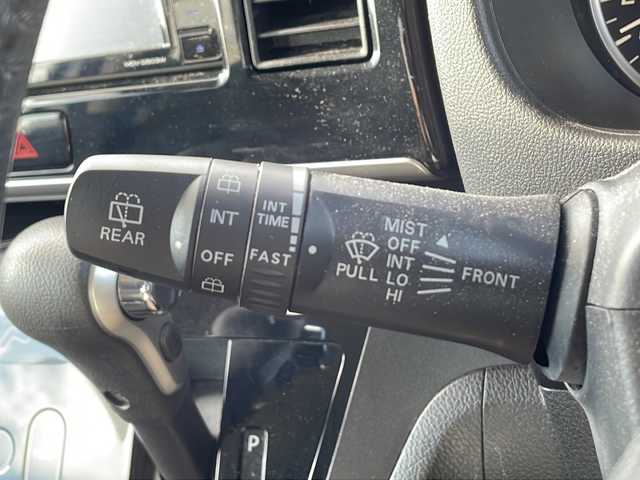 REAR
INT
OFF
INT
TIME
FAST
PULL
MIST
OFF
INT
LO
HI
FRONT
P